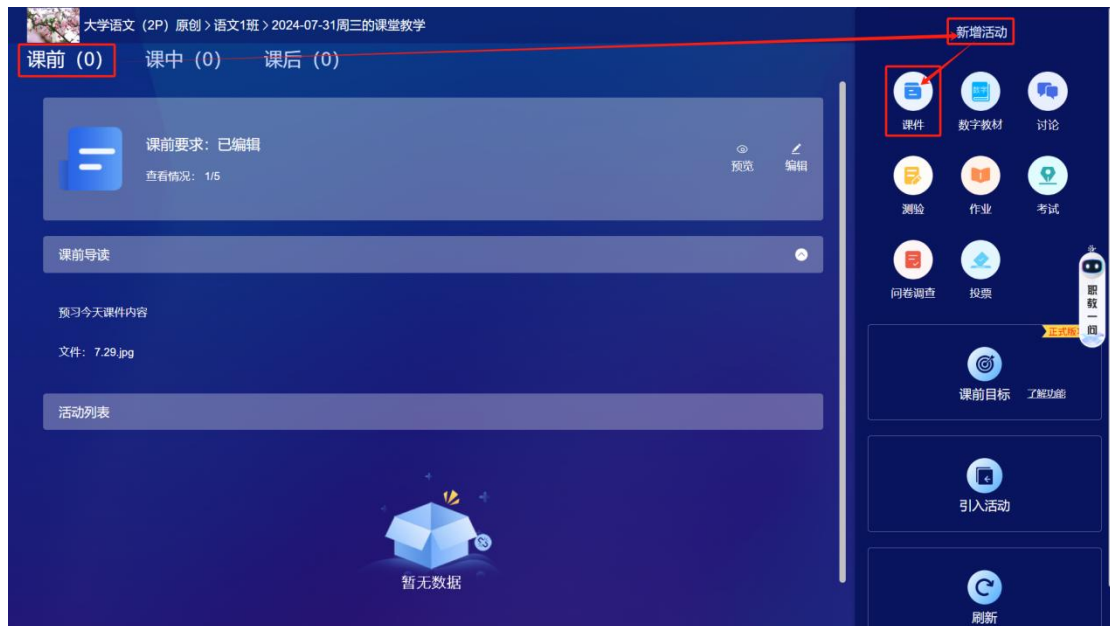 大学语文（2P）原创>语文1班>2024-07-31周三的课堂教学
课前（0） 课中（0） 课后（0）
课前要求：已编辑
查看情况： 1/5
预览 编辑
课前导读
预习今天课件内容
文件： 7.29.jpg
活动列表
暂无数据
新增活动
课件 数字教材 讨论
测验 作业 考试
问卷调查 投票
职教一问
课前目标 了解功能
引入活动
刷新